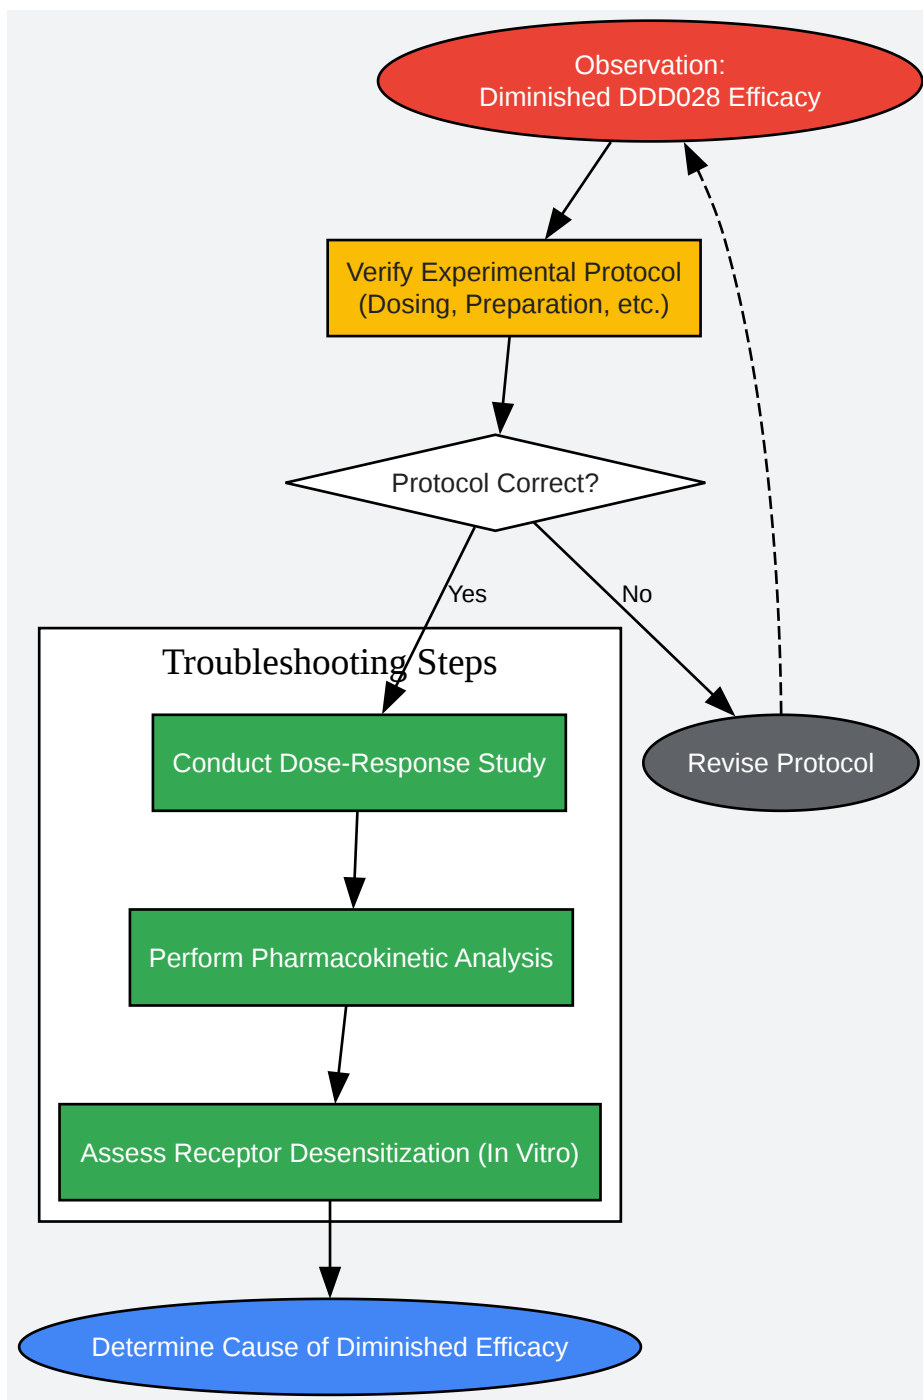 Observation:
Diminished DDD028 Efficacy
Verify Experimental Protocol
(Dosing, Preparation, etc.)
Protocol Correct?
Yes
No
Troubleshooting Steps
Conduct Dose-Response Study
Revise Protocol
Perform Pharmacokinetic Analysis
Assess Receptor Desensitization (In Vitro)
Determine Cause of Diminished Efficacy